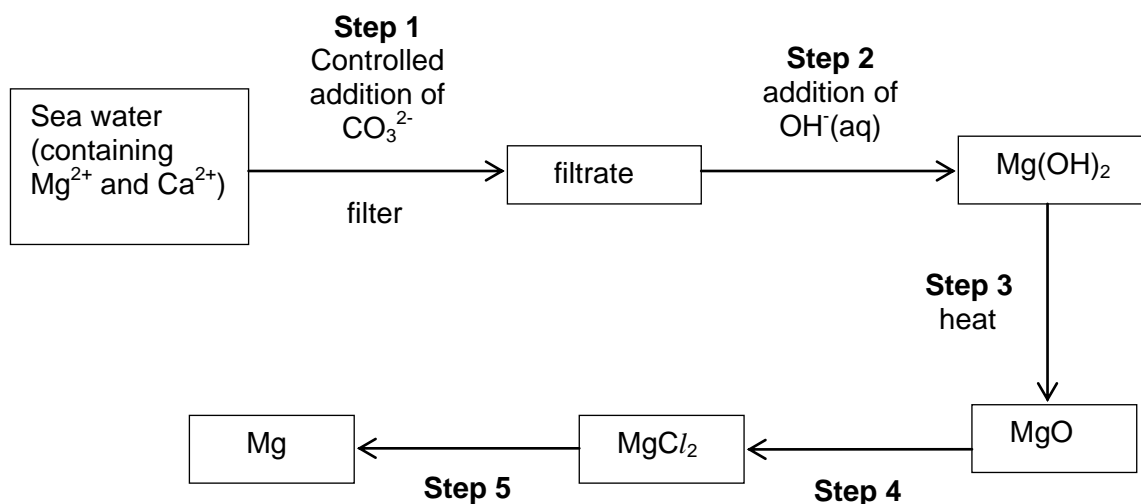 Step 1
Controlled
addition of
CO₃²⁻
filter
Sea water
(containing
Mg²⁺ and Ca²⁺)
filtrate
Step 2
addition of
OH⁻(aq)
Mg(OH)₂
Step 3
heat
MgO
Step 4
MgCl₂
Step 5
Mg